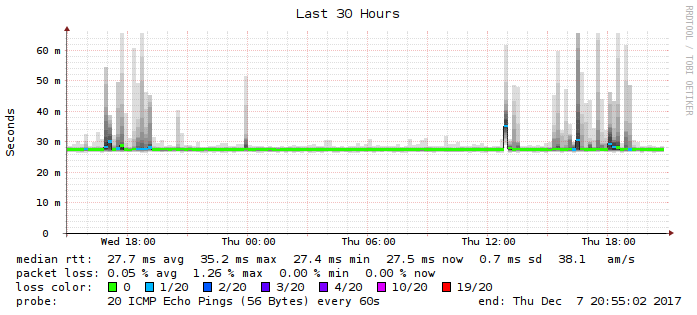 Last 30 Hours
RRDTOOL / TOBI OETIKER
Seconds
60 m
50 m
40 m
30 m
20 m
10 m
0
Wed 18:00 Thu 00:00 Thu 06:00 Thu 12:00 Thu 18:00
median rtt: 27.7 ms avg 35.2 ms max 27.4 ms min 27.5 ms now 0.7 ms sd 38.1 am/s
packet loss: 0.05 % avg 1.26 % max 0.00 % min 0.00 % now
loss color: 0 1/20 2/20 3/20 4/20 10/20 19/20
probe: 20 ICMP Echo Pings (56 Bytes) every 60s end: Thu Dec 7 20:55:02 2017